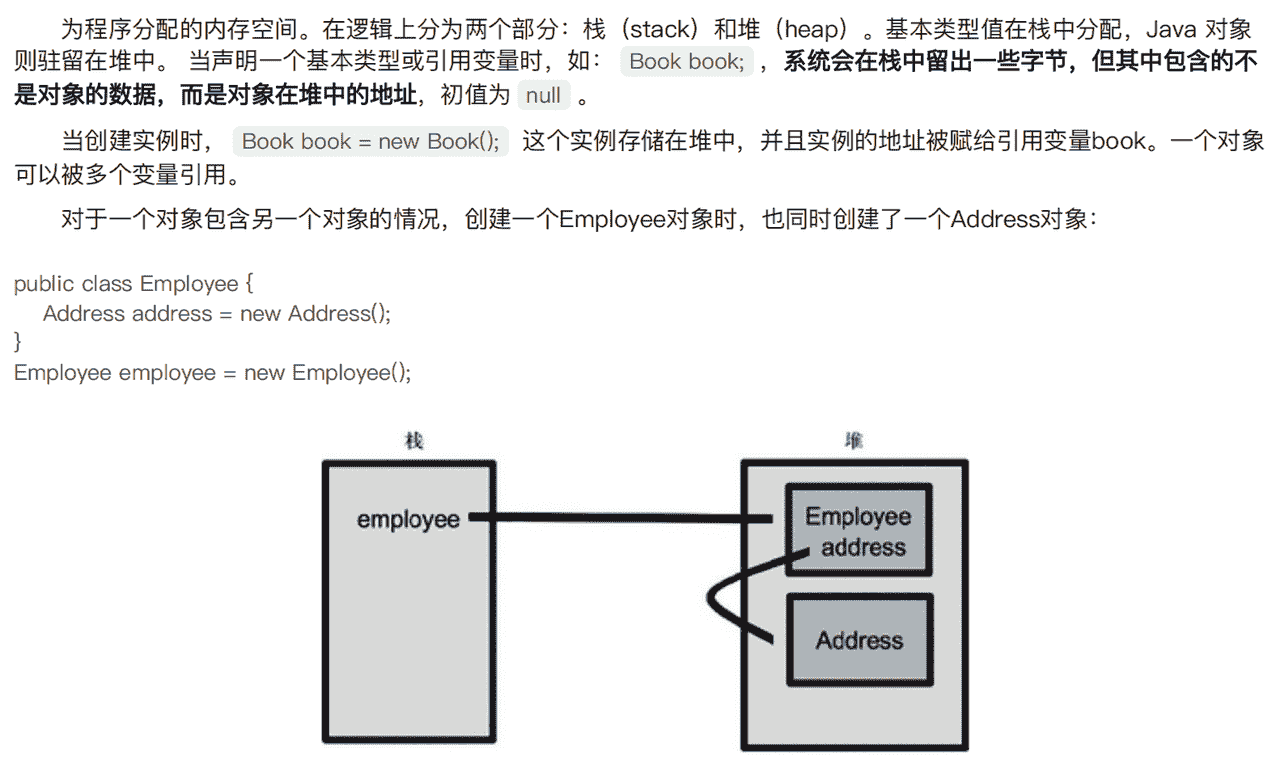 为程序分配的内存空间。在逻辑上分为两个部分：栈（stack）和堆（heap）。基本类型值在栈中分配，Java 对象
则驻留在堆中。 当声明一个基本类型或引用变量时，如： Book book; ，系统会在栈中留出一些字节，但其中包含的不
是对象的数据，而是对象在堆中的地址，初值为 null 。
当创建实例时， Book book = new Book(); 这个实例存储在堆中，并且实例的地址被赋给引用变量book。一个对象
可以被多个变量引用。
对于一个对象包含另一个对象的情况，创建一个Employee对象时，也同时创建了一个Address对象：
public class Employee {
Address address = new Address();
}
Employee employee = new Employee();
栈
堆
employee
Employee
address
Address